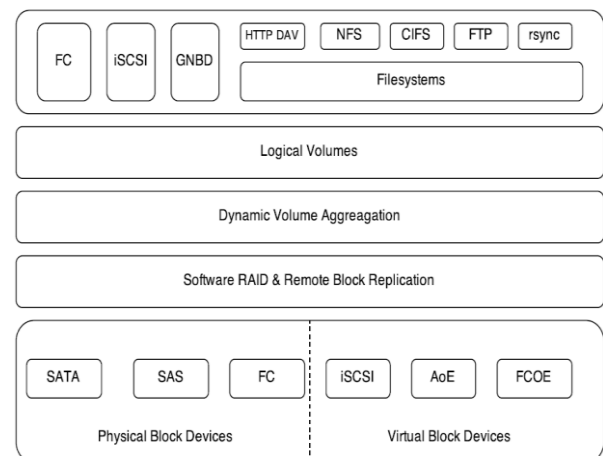 FC
iSCSI
GNBD
HTTP DAV
NFS
CIFS
FTP
rsync
Filesystems
Logical Volumes
Dynamic Volume Aggreagation
Software RAID & Remote Block Replication
SATA
SAS
FC
iSCSI
AoE
FCOE
Physical Block Devices
Virtual Block Devices